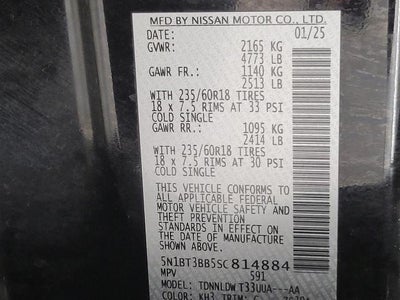 MFD BY NISSAN MOTOR CO., LTD.
DATE: 01/25
GVWR: 2165 KG
4773 LB
GAWR FR.: 1140 KG
2513 LB
WITH 235/60R18 TIRES
18 x 7.5 RIMS AT 33 PSI
COLD SINGLE
GAWR RR.: 1095 KG
2414 LB
WITH 235/60R18 TIRES
18 x 7.5 RIMS AT 30 PSI
COLD SINGLE
THIS VEHICLE CONFORMS TO
ALL APPLICABLE FEDERAL
MOTOR VEHICLE SAFETY AND
THEFT PREVENTION
STANDARDS IN EFFECT ON
THE DATE OF MANUFACTURE
SHOWN ABOVE.
5N1BT3BB5SC814884
MPV 591
MODEL: TDNNLDWT33UUA---AA
COLOR: KH3 TRIM: